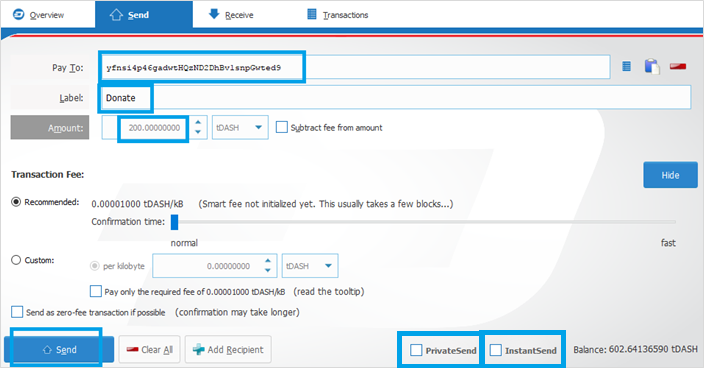 Overview Send Receive Transactions
Pay To: yfnsi4p46gadwtHQzND2DhBvlsnpGwted9
Label: Donate
Amount: 200.00000000 tDASH Subtract fee from amount
Transaction Fee: Hide
Recommended: 0.00001000 tDASH/kB (Smart fee not initialized yet. This usually takes a few blocks...)
Confirmation time:
normal fast
Custom: per kilobyte 0.00000000 tDASH
Pay only the required fee of 0.00001000 tDASH/kB (read the tooltip)
Send as zero-fee transaction if possible (confirmation may take longer)
Send Clear All Add Recipient PrivateSend InstantSend Balance: 602.64136590 tDASH